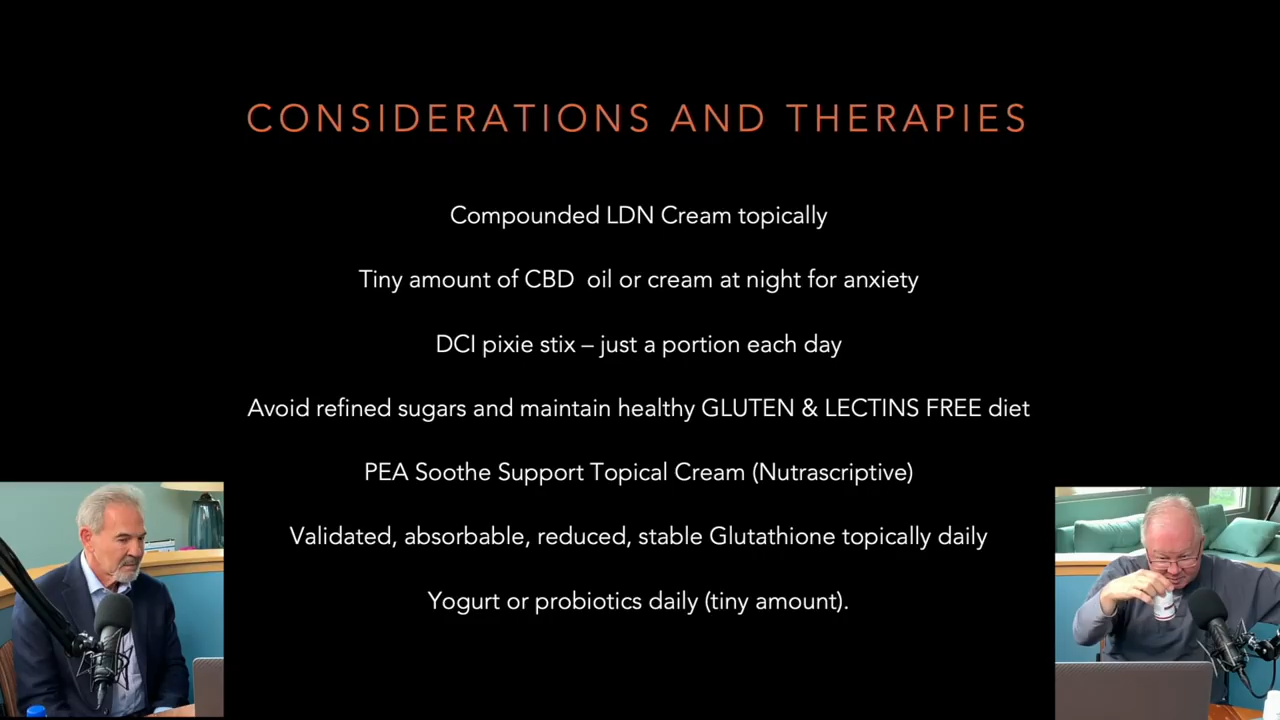 CONSIDERATIONS AND THERAPIES
Compounded LDN Cream topically
Tiny amount of CBD  oil or cream at night for anxiety
DCI pixie stix – just a portion each day
Avoid refined sugars and maintain healthy GLUTEN & LECTINS FREE diet
PEA Soothe Support Topical Cream (Nutrascriptive)
Validated, absorbable, reduced, stable Glutathione topically daily
Yogurt or probiotics daily (tiny amount).